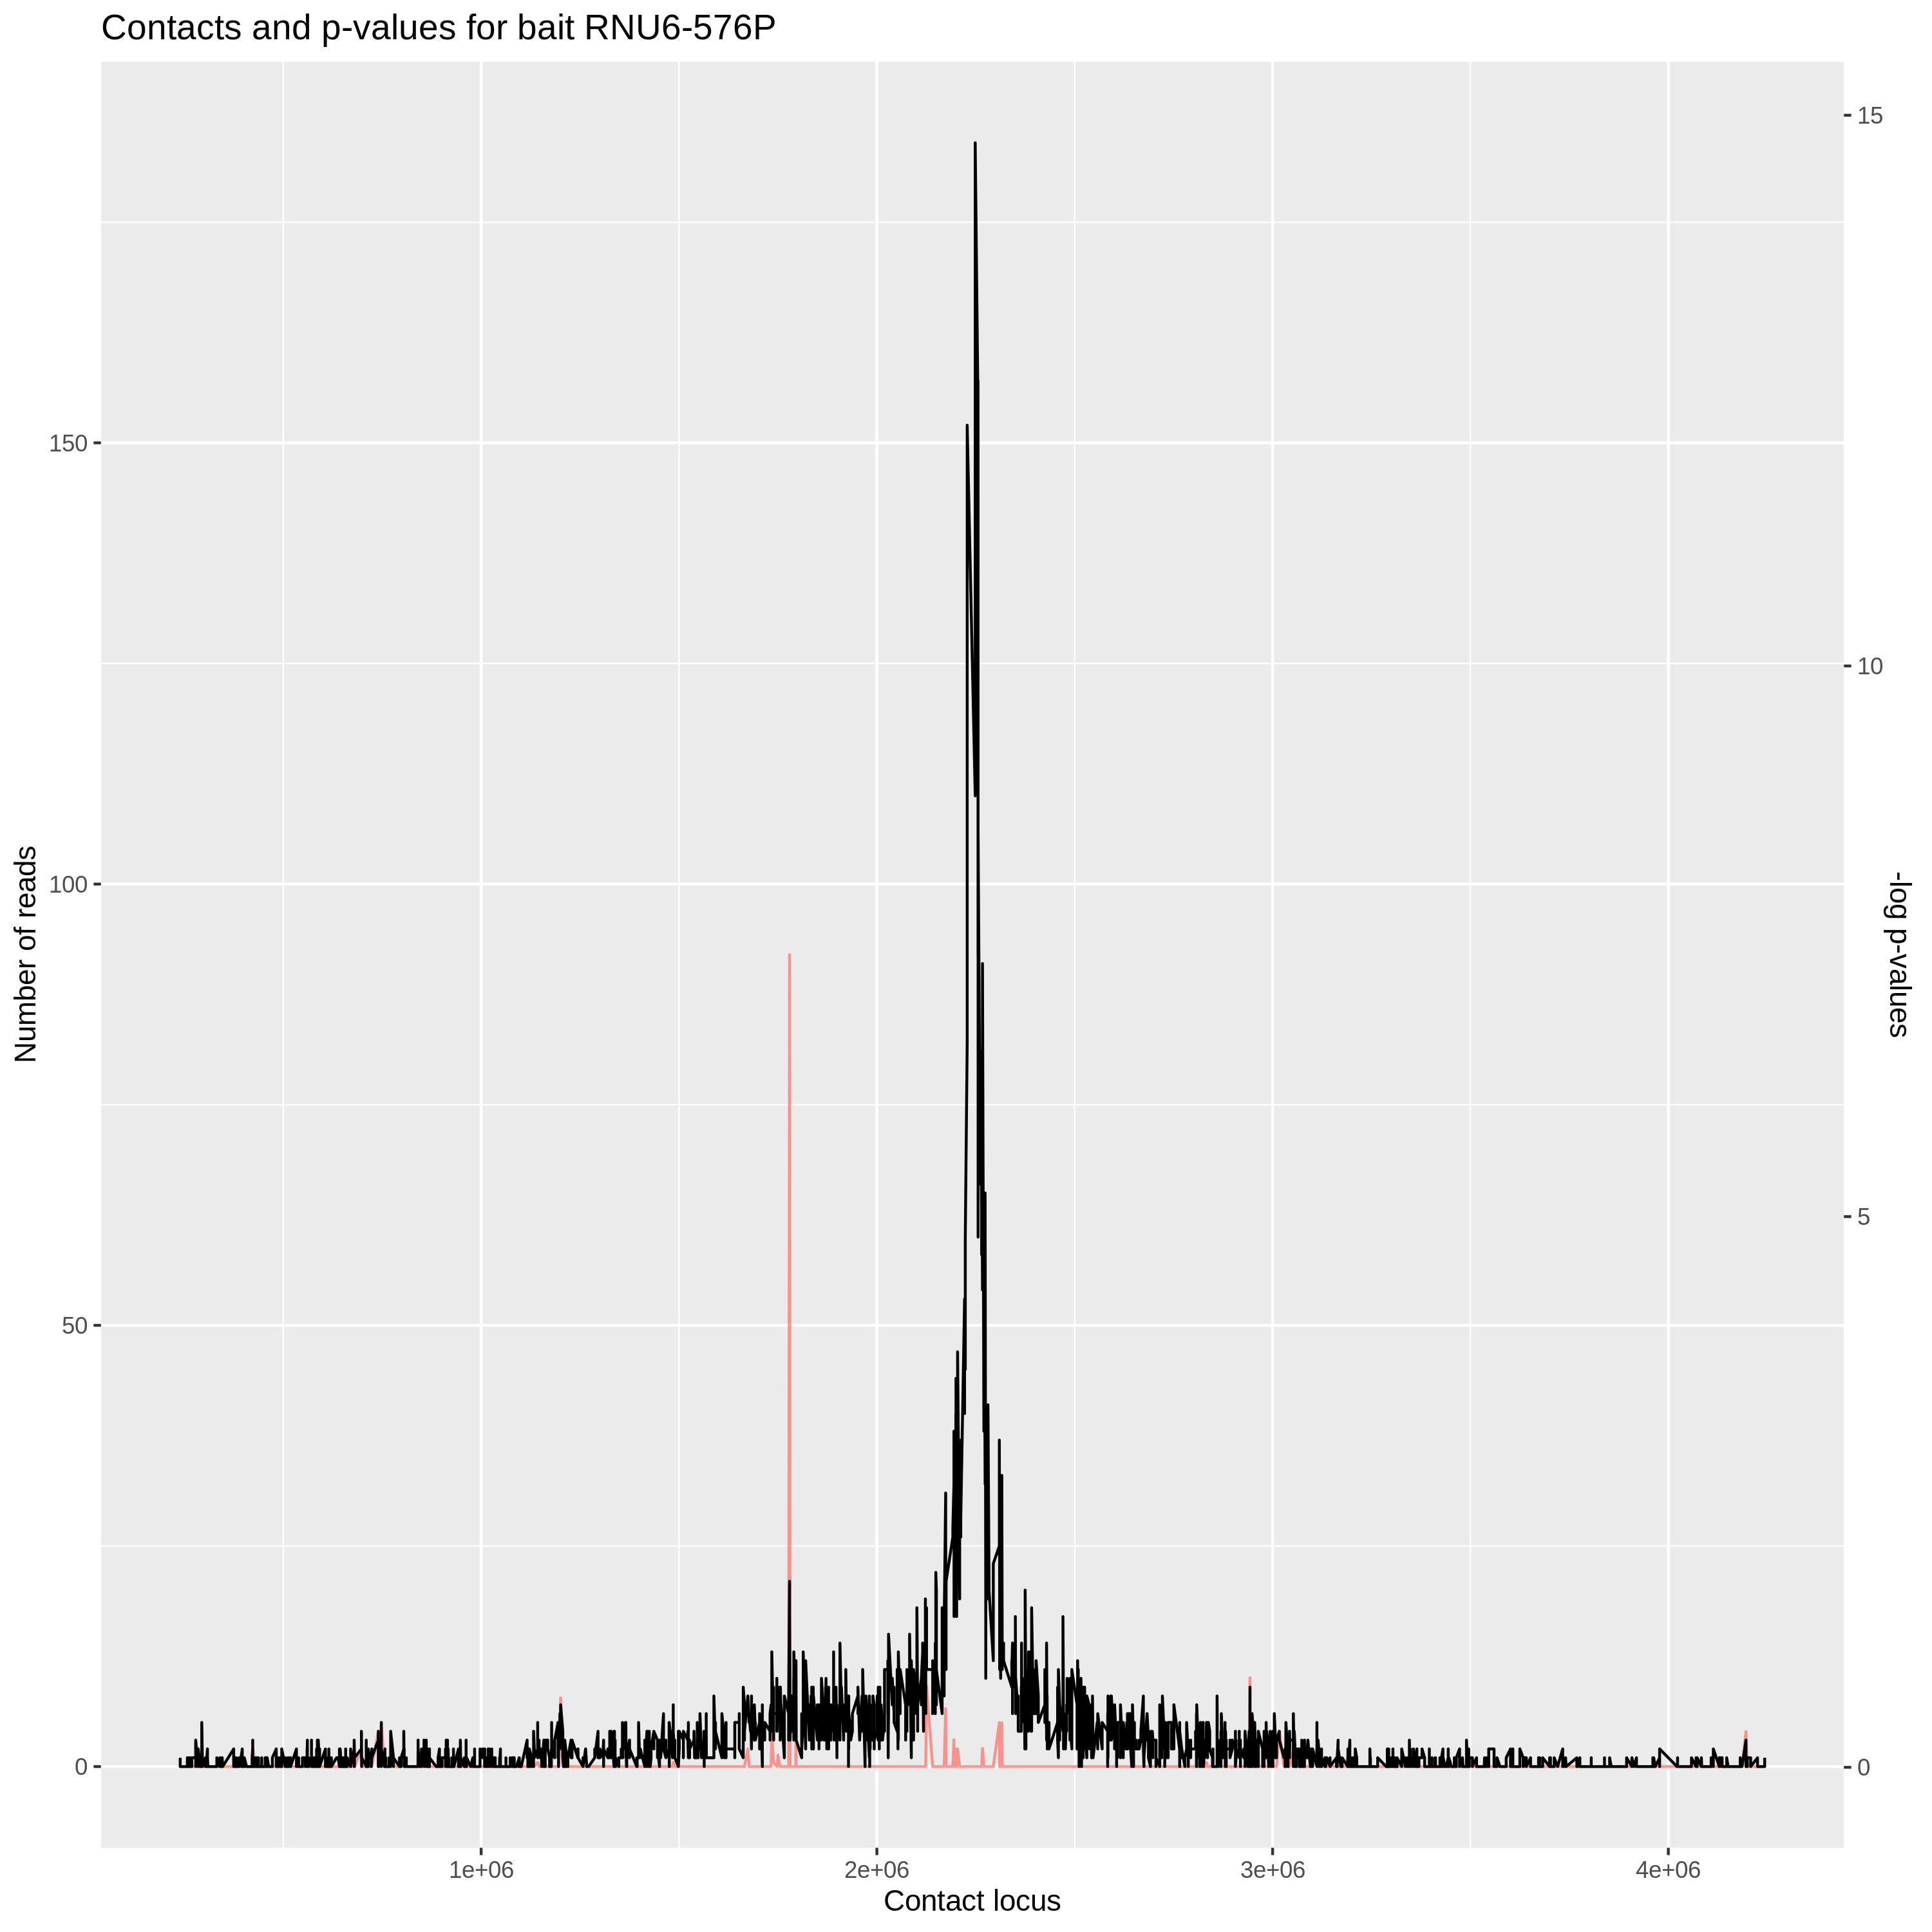 Contacts and p-values for bait RNU6-576P
15
150
10
100
Number of reads
-log p-values
5
50
0
0
1e+06 2e+06 3e+06 4e+06
Contact locus